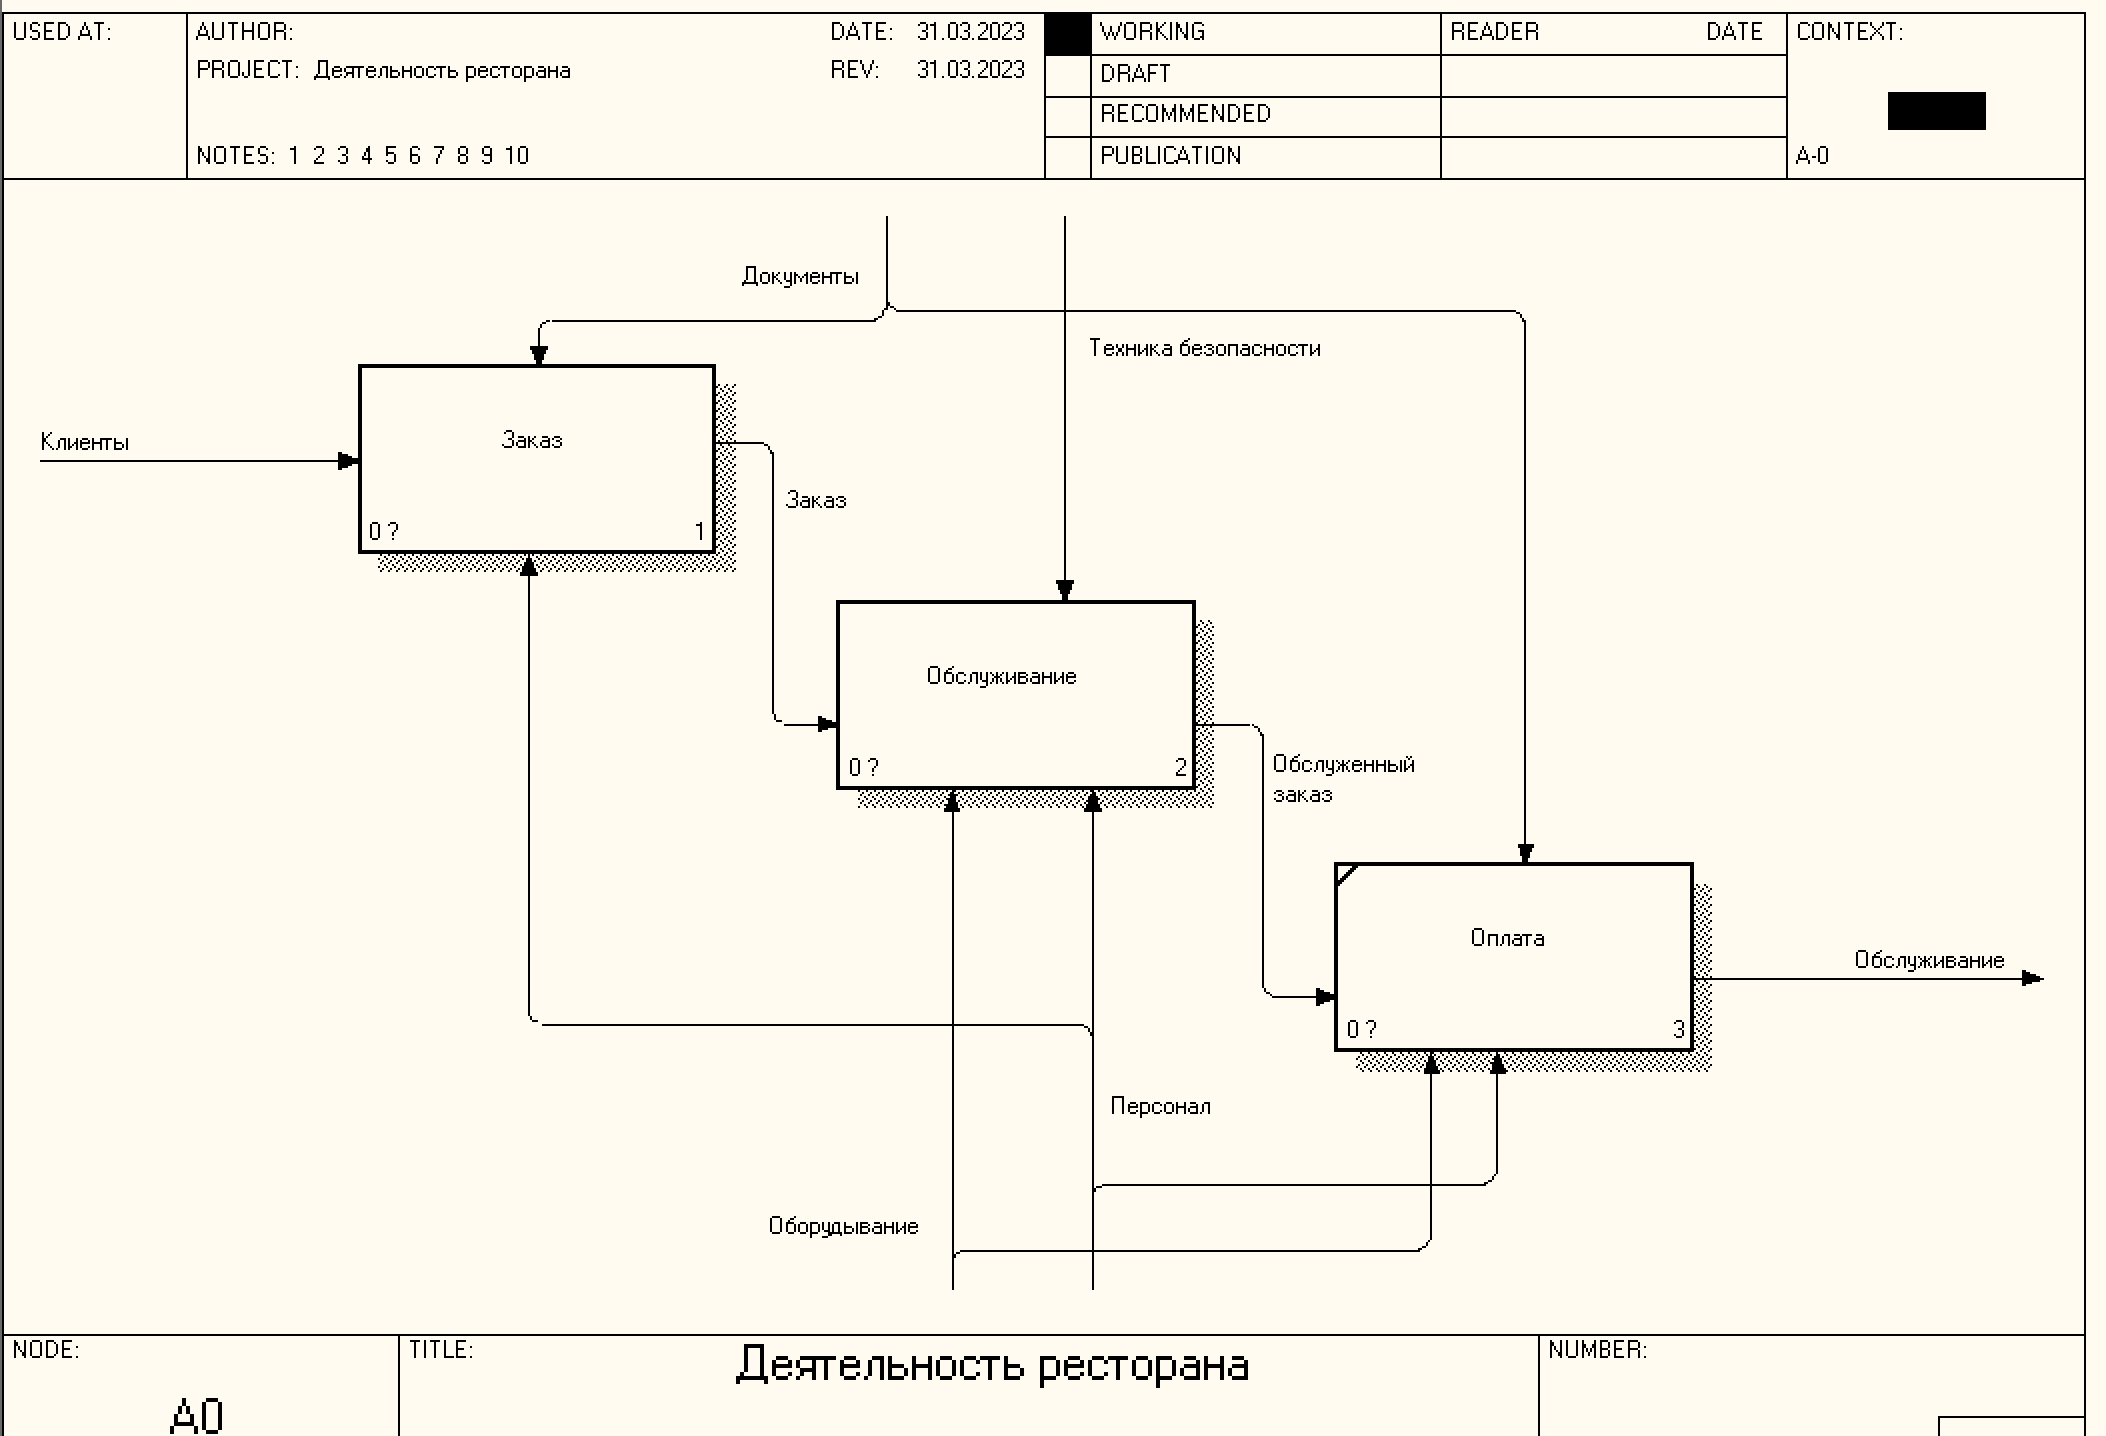 USED AT:
AUTHOR:
DATE: 31.03.2023
WORKING
READER DATE
CONTEXT:
PROJECT: Деятельность ресторана
REV: 31.03.2023
DRAFT
RECOMMENDED
NOTES: 1 2 3 4 5 6 7 8 9 10
PUBLICATION
A-0
Документы
Техника безопасности
Клиенты
Заказ
0 ? 1
Заказ
Обслуживание
0 ? 2
Обслуженный
заказ
Оплата
0 ? 3
Обслуживание
Персонал
Оборудывание
NODE:
A0
TITLE:
Деятельность ресторана
NUMBER: